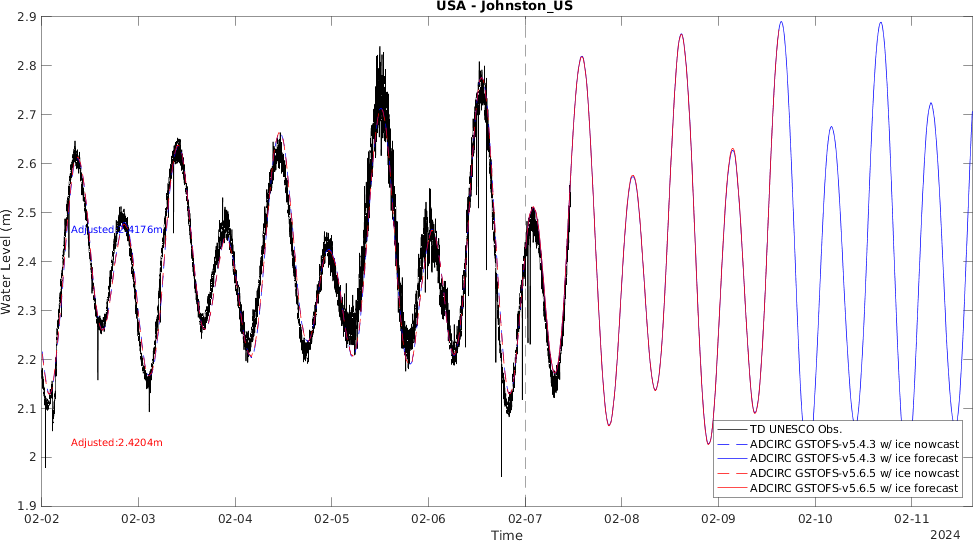 USA - Johnston_US
Water Level (m)
2.9
2.8
2.7
2.6
2.5
2.4
2.3
2.2
2.1
2
1.9
Adjusted:2.4176m
Adjusted:2.4204m
TD UNESCO Obs.
ADCIRC GSTOFS-v5.4.3 w/ ice nowcast
ADCIRC GSTOFS-v5.4.3 w/ ice forecast
ADCIRC GSTOFS-v5.6.5 w/ ice nowcast
ADCIRC GSTOFS-v5.6.5 w/ ice forecast
02-02 02-03 02-04 02-05 02-06 02-07 02-08 02-09 02-10 02-11
Time
2024